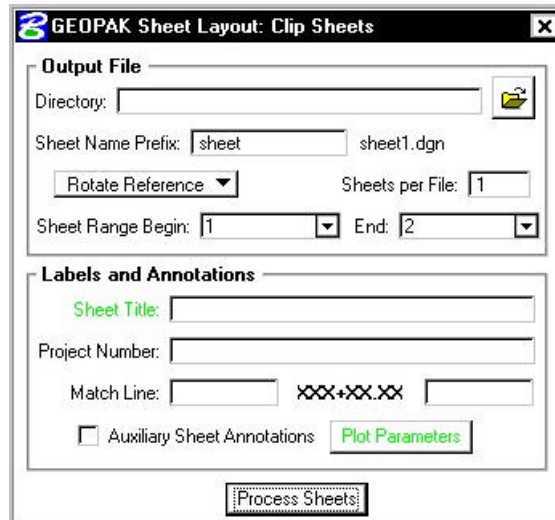 GEOPAK Sheet Layout: Clip Sheets
Output File
Directory:
Sheet Name Prefix: sheet sheet1.dgn
Rotate Reference Sheets per File: 1
Sheet Range Begin: 1 End: 2
Labels and Annotations
Sheet Title:
Project Number:
Match Line: XXX+XX.XX
Auxiliary Sheet Annotations Plot Parameters
Process Sheets